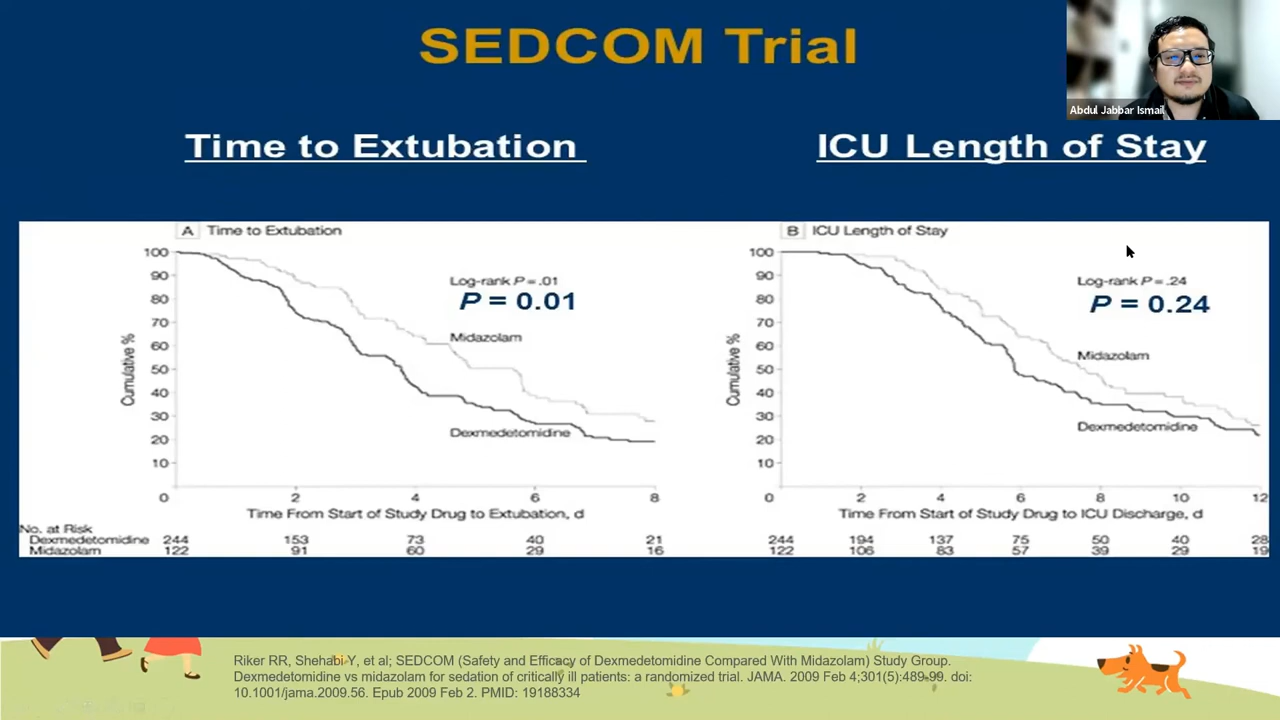 SEDCOM Trial
Abdul Jabbar Ismail
Time to Extubation
ICU Length of Stay
A Time to Extubation
100
90
80
70
60
50
40
30
20
10
0
Cumulative %
Log-rank P = .01
P = 0.01
Midazolam
Dexmedetomidine
2 4 6 8
Time From Start of Study Drug to Extubation, d
B ICU Length of Stay
100
90
80
70
60
50
40
30
20
10
0
Cumulative %
Log-rank P = .24
P = 0.24
Midazolam
Dexmedetomidine
2 4 6 8 10 12
Time From Start of Study Drug to ICU Discharge, d
No. at Risk
Dexmedetomidine 244 153 73 40 21 244 194 137 75 50 40 28
Midazolam 122 91 60 29 16 122 106 83 57 39 29 19
Riker RR, Shehabi Y, et al; SEDCOM (Safety and Efficacy of Dexmedetomidine Compared With Midazolam) Study Group.
Dexmedetomidine vs midazolam for sedation of critically ill patients: a randomized trial. JAMA. 2009 Feb 4;301(5):489-99. doi:
10.1001/jama.2009.56. Epub 2009 Feb 2. PMID: 19188334